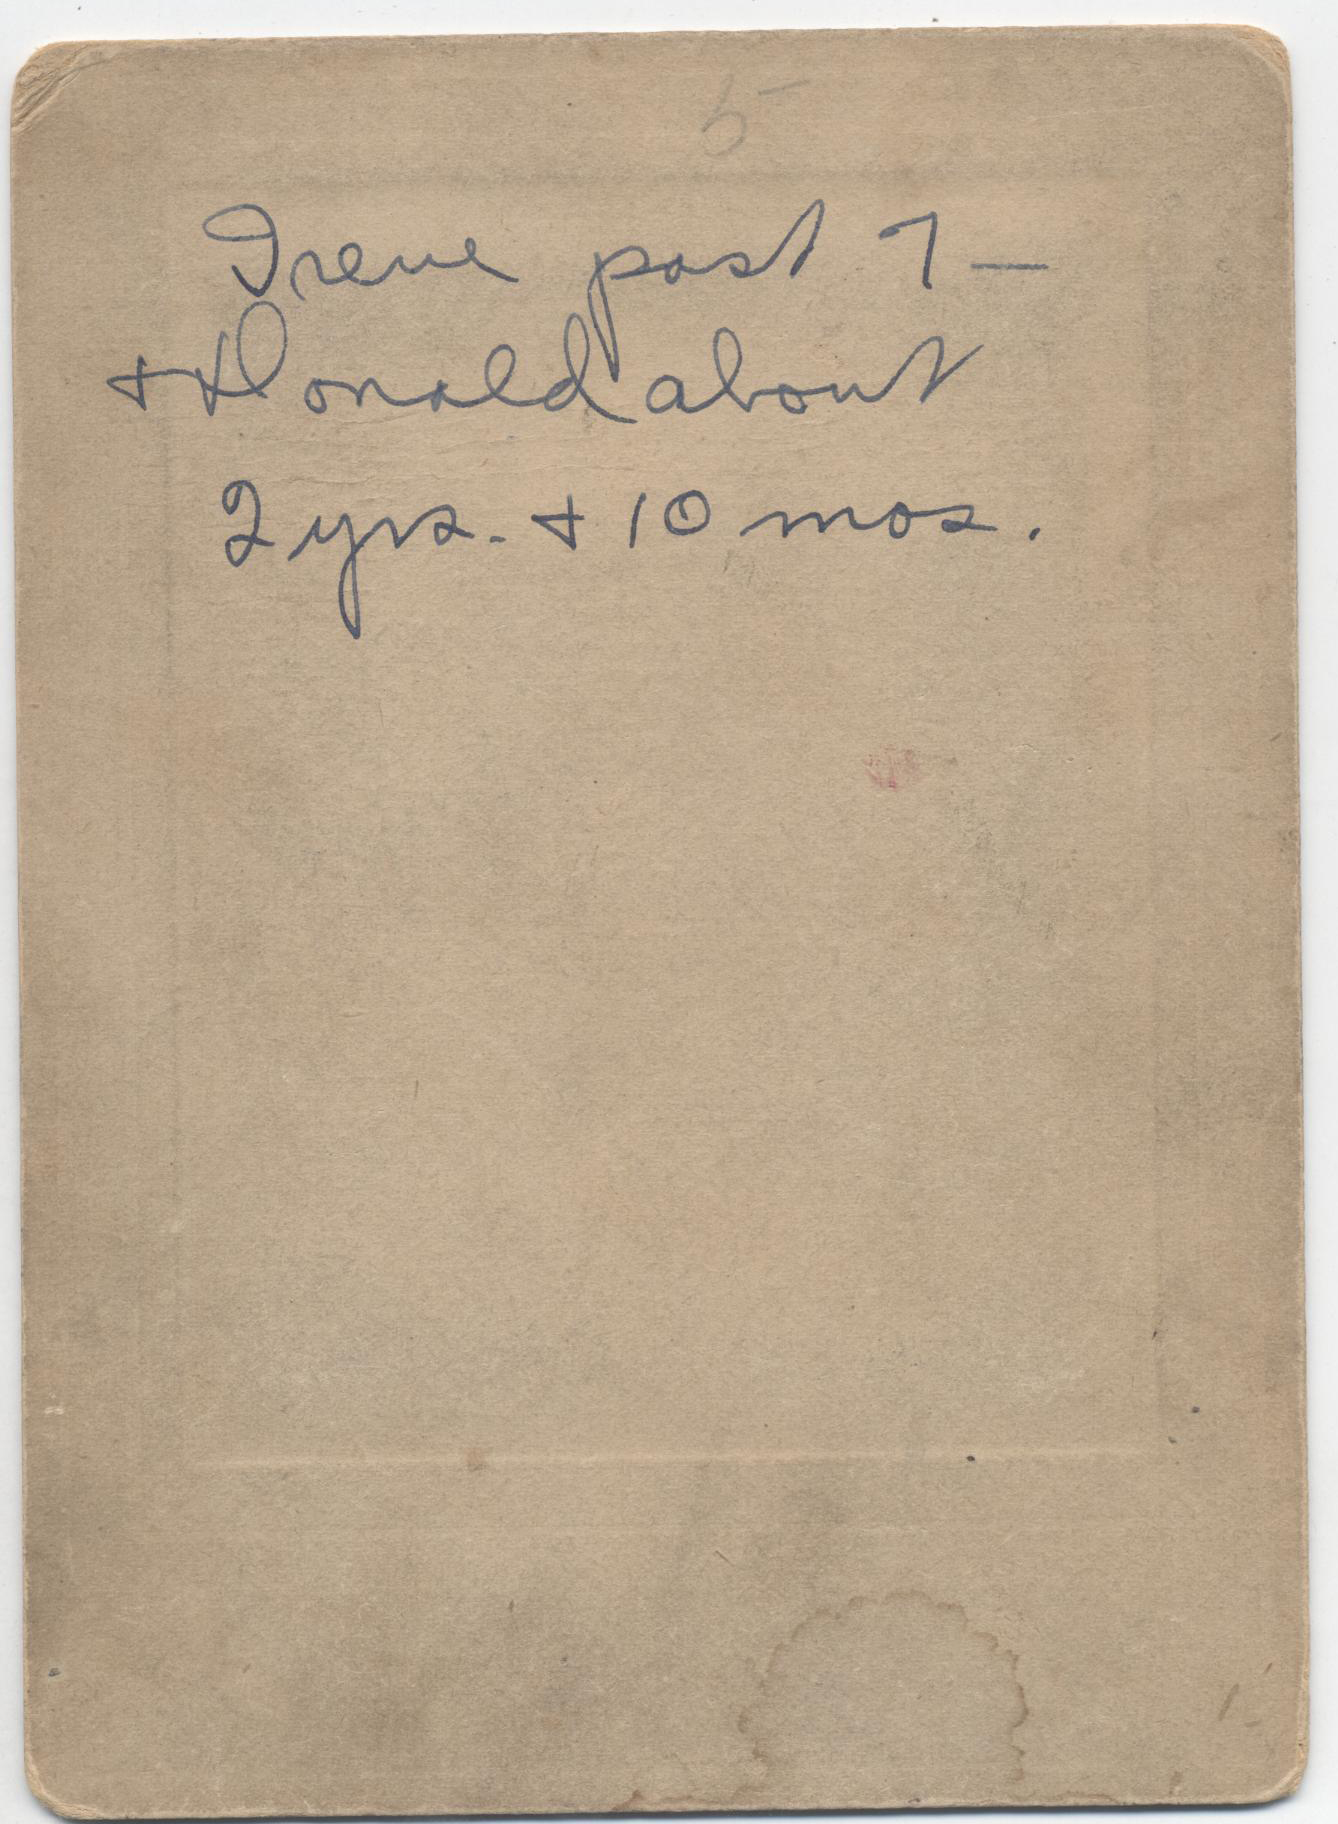 5
Irene past 7 —
+ Donald about
2 yrs. + 10 mos.